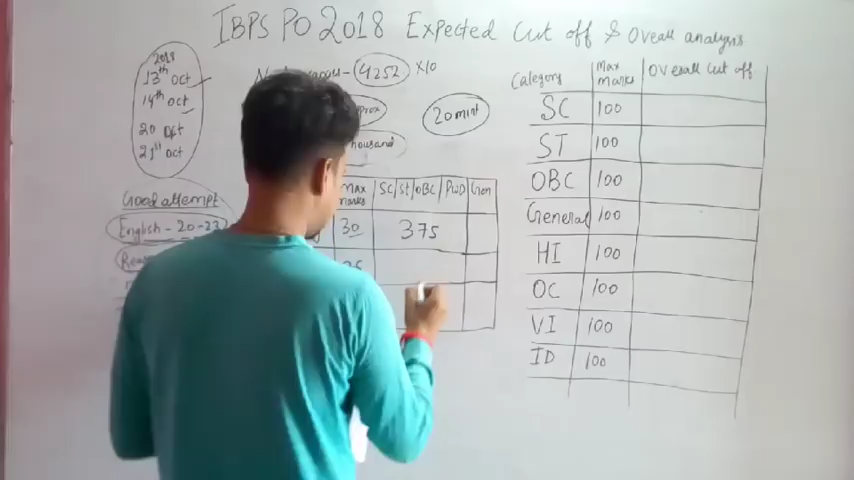 IBPS PO 2018 Expected Cut off & Overall analysis
2018
13th Oct
14th Oct
20 Oct
21st Oct
4252 x10
20 mint
Good attempt
English - 20-23
Max marks SC/ST/OBC/PWD Gen
30 375
Category Max marks Overall Cut off
SC 100
ST 100
OBC 100
General 100
HI 100
OC 100
VI 100
ID 100